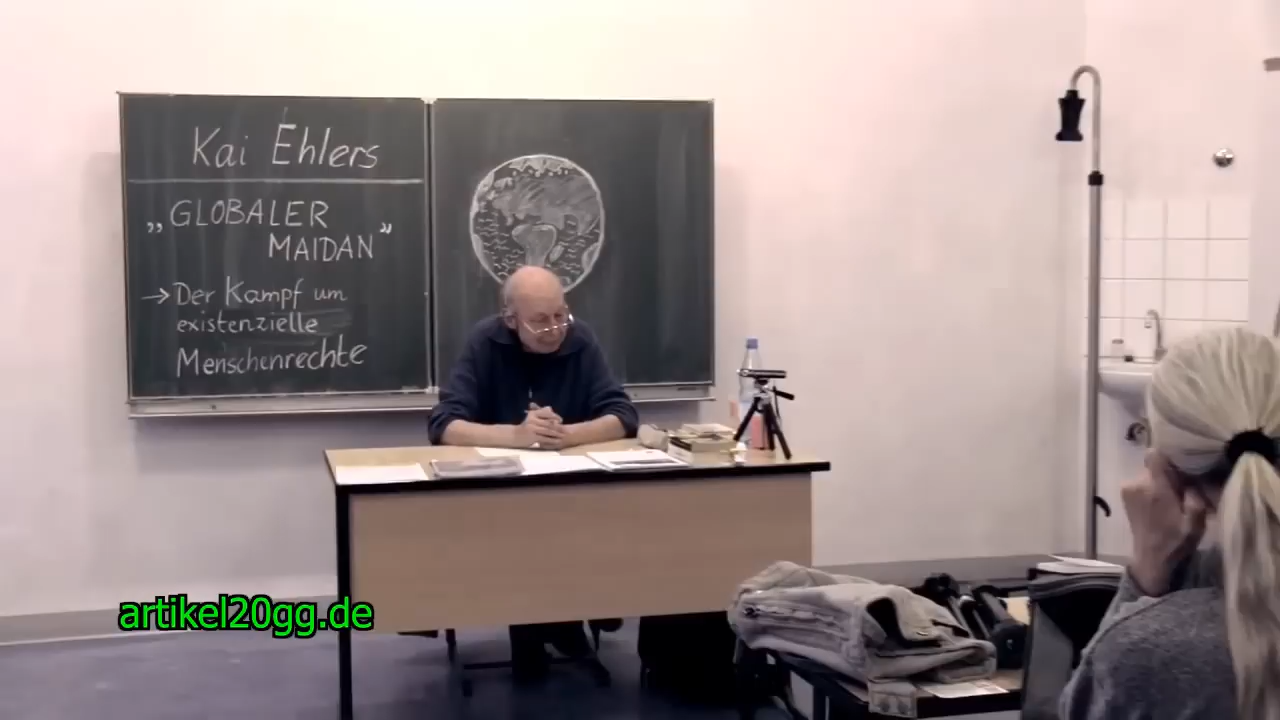 Kai Ehlers
„GLOBALER
MAIDAN”
→ Der Kampf um
existenzielle
Menschenrechte
artikel20gg.de